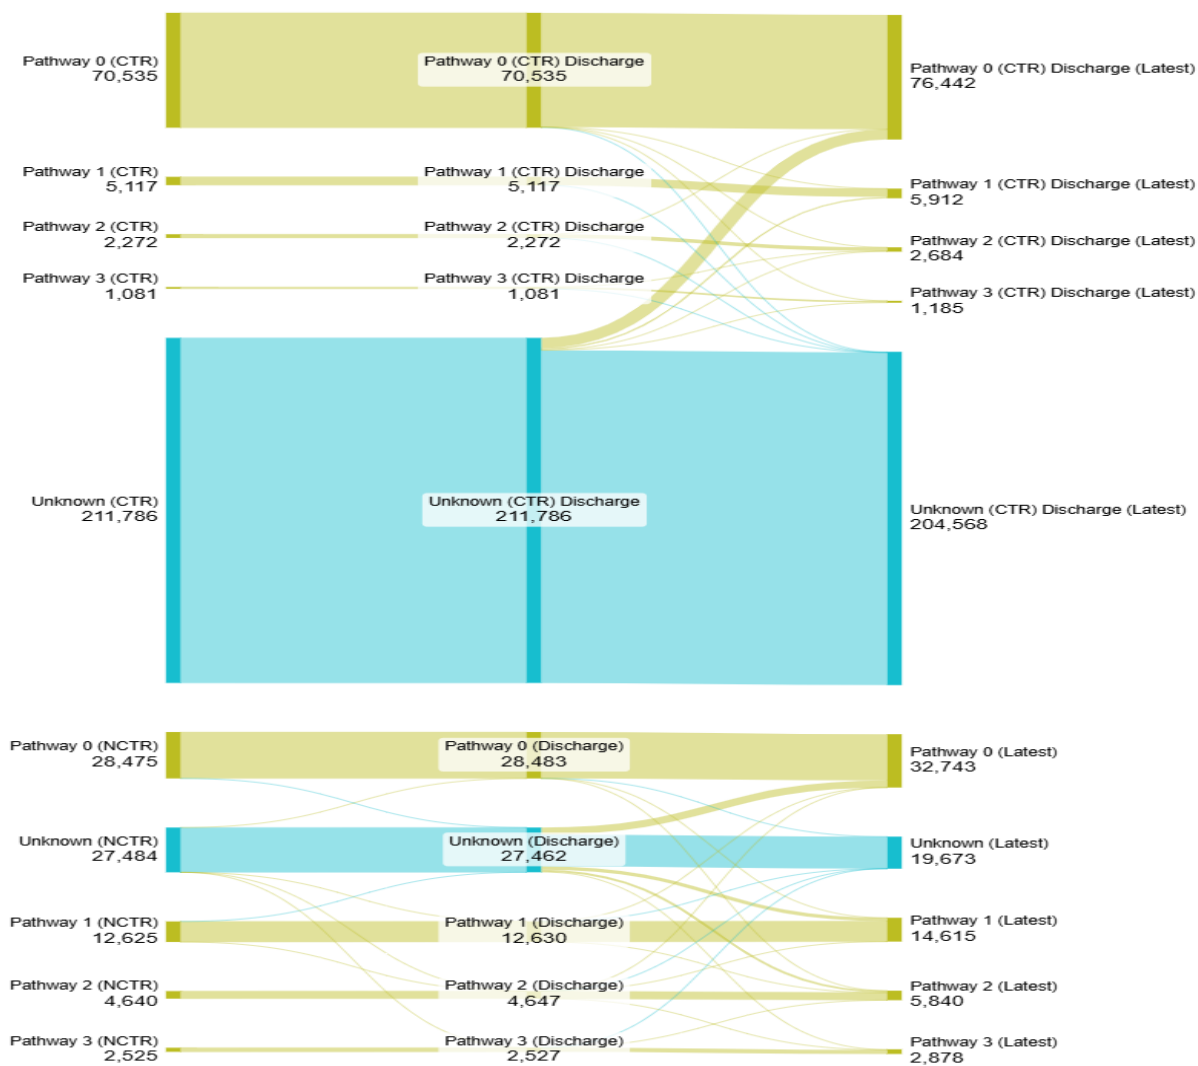 Pathway 0 (CTR)
70,535
Pathway 0 (CTR) Discharge
70,535
Pathway 0 (CTR) Discharge (Latest)
76,442
Pathway 1 (CTR)
5,117
Pathway 1 (CTR) Discharge
5,117
Pathway 1 (CTR) Discharge (Latest)
5,912
Pathway 2 (CTR)
2,272
Pathway 2 (CTR) Discharge
2,272
Pathway 2 (CTR) Discharge (Latest)
2,684
Pathway 3 (CTR)
1,081
Pathway 3 (CTR) Discharge
1,081
Pathway 3 (CTR) Discharge (Latest)
1,185
Unknown (CTR)
211,786
Unknown (CTR) Discharge
211,786
Unknown (CTR) Discharge (Latest)
204,568
Pathway 0 (NCTR)
28,475
Pathway 0 (Discharge)
28,483
Pathway 0 (Latest)
32,743
Unknown (NCTR)
27,484
Unknown (Discharge)
27,462
Unknown (Latest)
19,673
Pathway 1 (NCTR)
12,625
Pathway 1 (Discharge)
12,630
Pathway 1 (Latest)
14,615
Pathway 2 (NCTR)
4,640
Pathway 2 (Discharge)
4,647
Pathway 2 (Latest)
5,840
Pathway 3 (NCTR)
2,525
Pathway 3 (Discharge)
2,527
Pathway 3 (Latest)
2,878